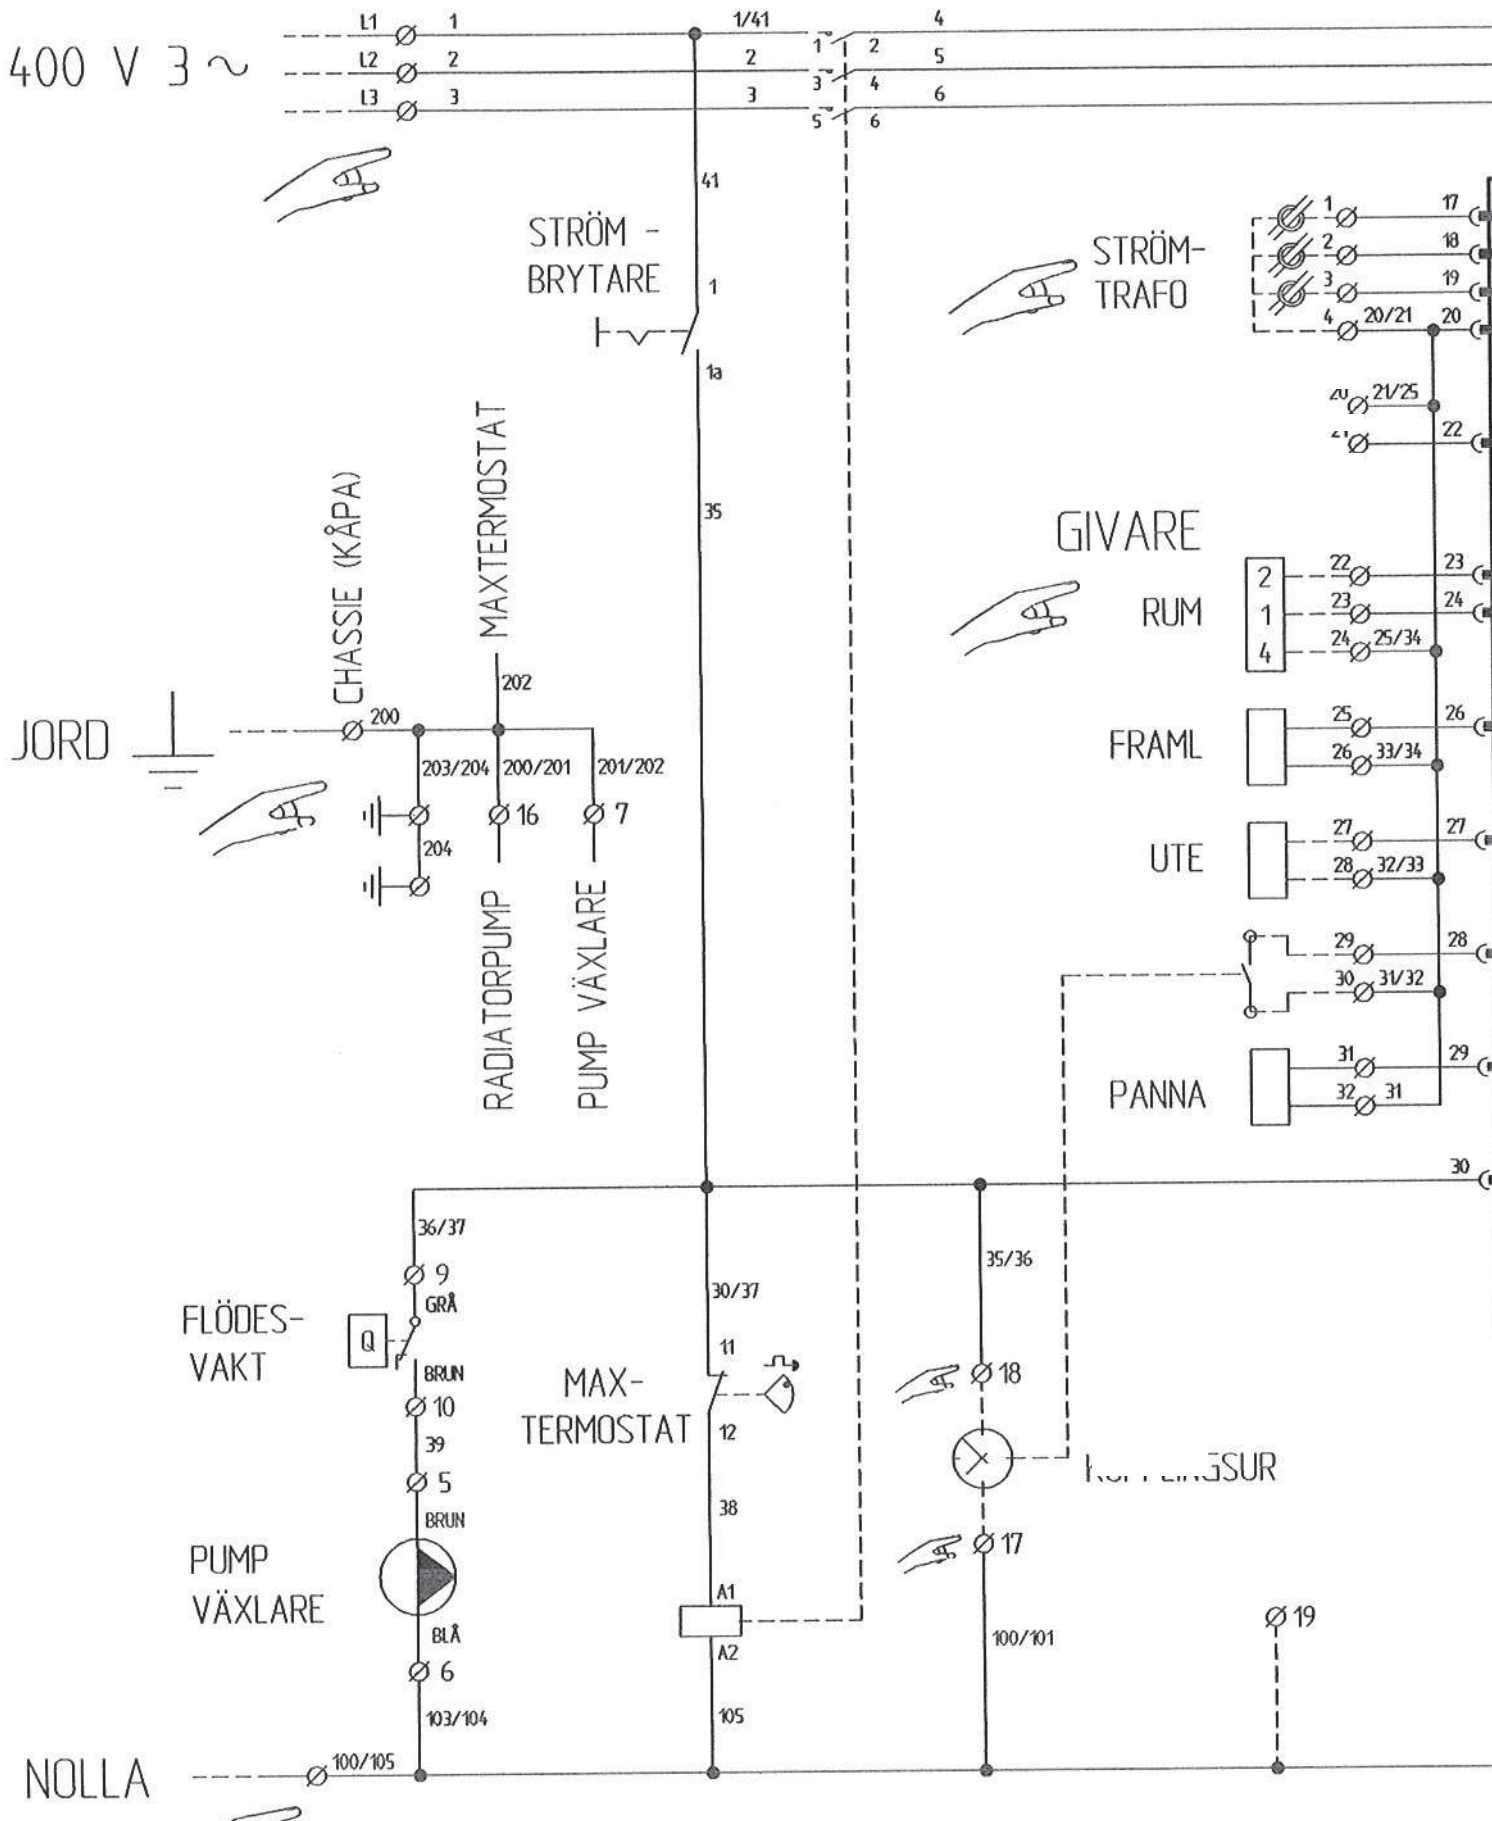 400 V 3 ~
L1 1 1/41 1 2 4
L2 2 2 3 4 5
L3 3 3 5 6 6
41
STRÖM -
BRYTARE
1
1a
35
STRÖM-
TRAFO
1 17
2 18
3 19
4 20/21 20
21/25
22
GIVARE
RUM
2 22 23
1 23 24
4 24 25/34
FRAML
25 26
26 33/34
UTE
27 27
28 32/33
29 28
30 31/32
PANNA
31 29
32 31
30
CHASSIE (KÅPA)
MAXTERMOSTAT
202
JORD
200
203/204 200/201 201/202
16 7
204
RADIATORPUMP
PUMP VÄXLARE
36/37
9
GRÅ
FLÖDES-
VAKT
Q
BRUN
10
39
5
BRUN
PUMP
VÄXLARE
BLÅ
6
103/104
30/37
11
MAX-
TERMOSTAT
12
38
A1
A2
105
35/36
18
17
100/101
19
NOLLA
100/105